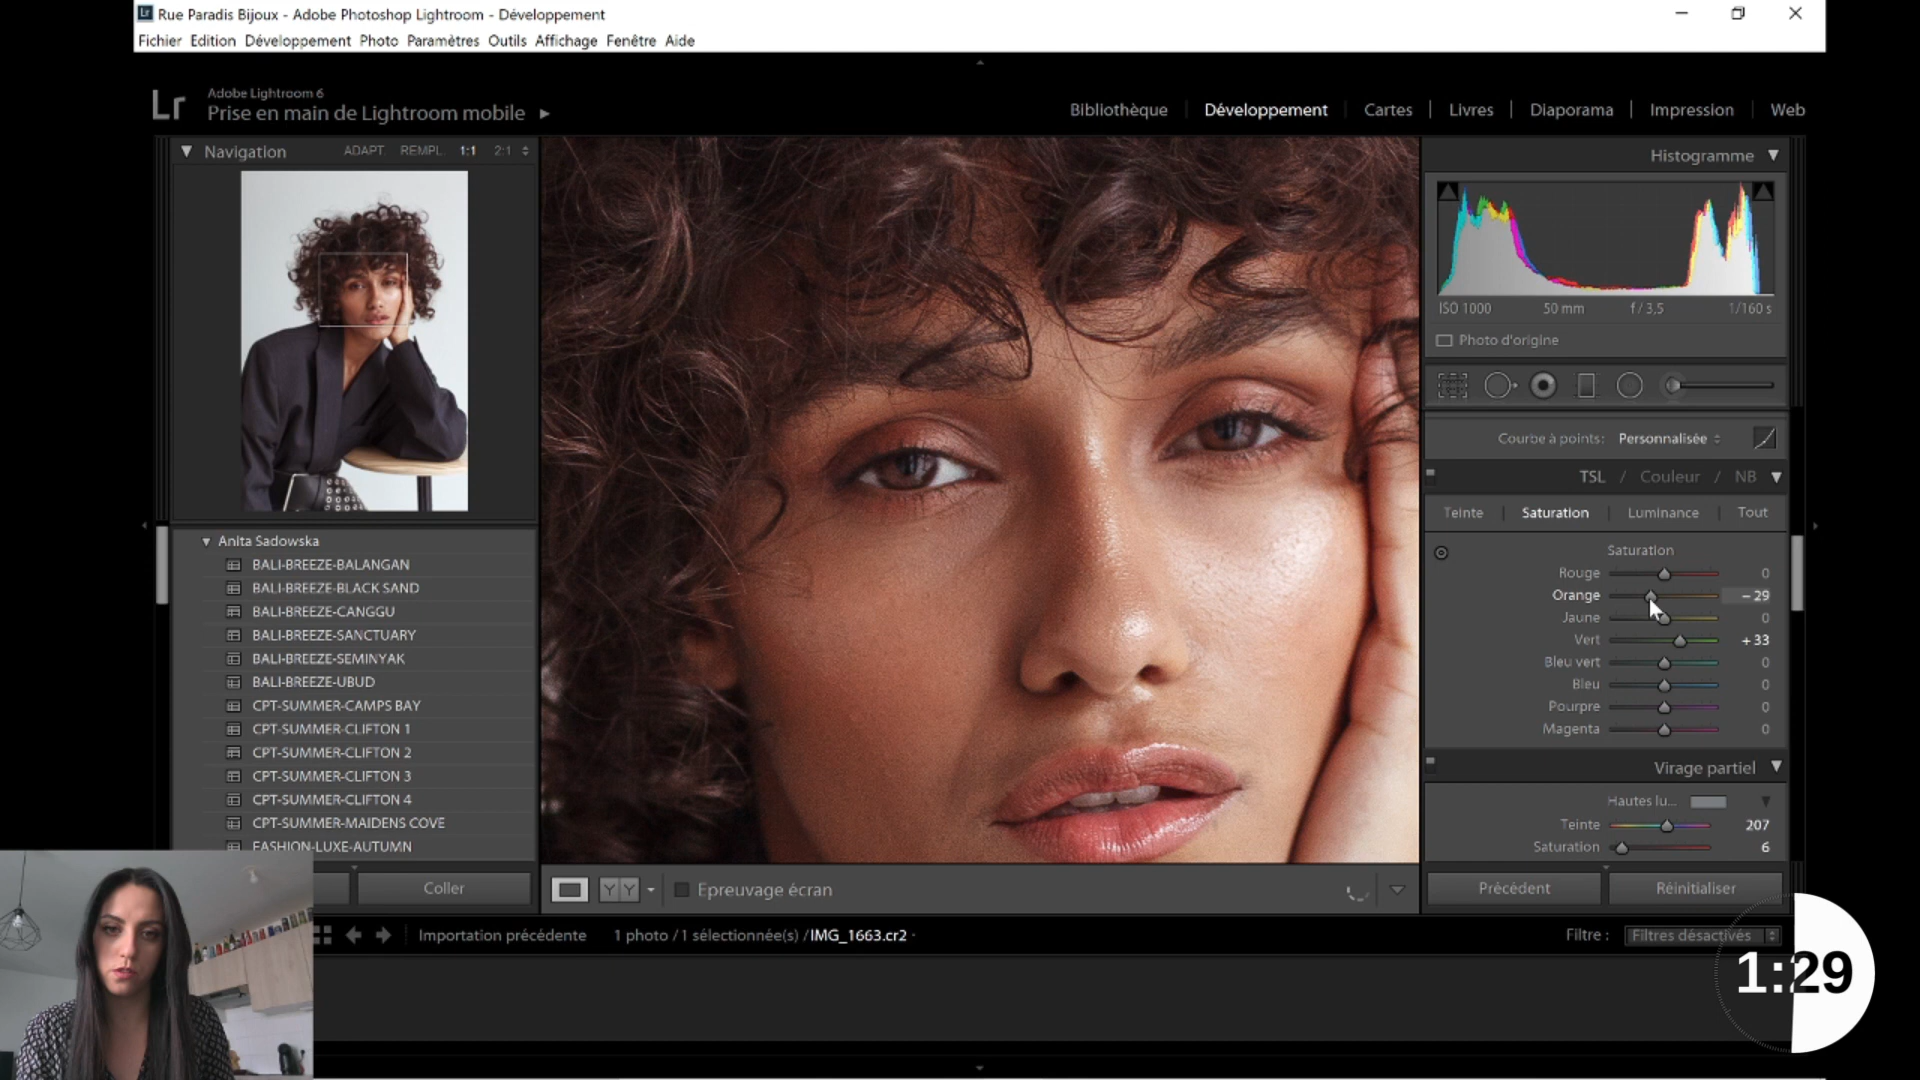 Rue Paradis Bijoux - Adobe Photoshop Lightroom - Développement
Fichier Edition Développement Photo Paramètres Outils Affichage Fenêtre Aide
Lr
Adobe Lightroom 6
Prise en main de Lightroom mobile
Bibliothèque | Développement | Cartes | Livres | Diaporama | Impression | Web
Navigation ADAPT. REMPL. 1:1 2:1
Histogramme
ISO 1000 50 mm f / 3,5 1/160 s
Photo d'origine
Courbe à points : Personnalisée
TSL / Couleur / NB
Teinte | Saturation | Luminance | Tout
Saturation
Rouge 0
Orange – 29
Jaune 0
Vert + 33
Bleu vert 0
Bleu 0
Pourpre 0
Magenta 0
Virage partiel
Hautes lu...
Teinte 207
Saturation 6
Précédent Réinitialiser
Anita Sadowska
BALI-BREEZE-BALANGAN
BALI-BREEZE-BLACK SAND
BALI-BREEZE-CANGGU
BALI-BREEZE-SANCTUARY
BALI-BREEZE-SEMINYAK
BALI-BREEZE-UBUD
CPT-SUMMER-CAMPS BAY
CPT-SUMMER-CLIFTON 1
CPT-SUMMER-CLIFTON 2
CPT-SUMMER-CLIFTON 3
CPT-SUMMER-CLIFTON 4
CPT-SUMMER-MAIDENS COVE
FASHION-LUXE-AUTUMN
Coller
Y Y
Epreuvage écran
Importation précédente 1 photo / 1 sélectionnée(s) / IMG_1663.cr2
Filtre : Filtres désactivés
1:29